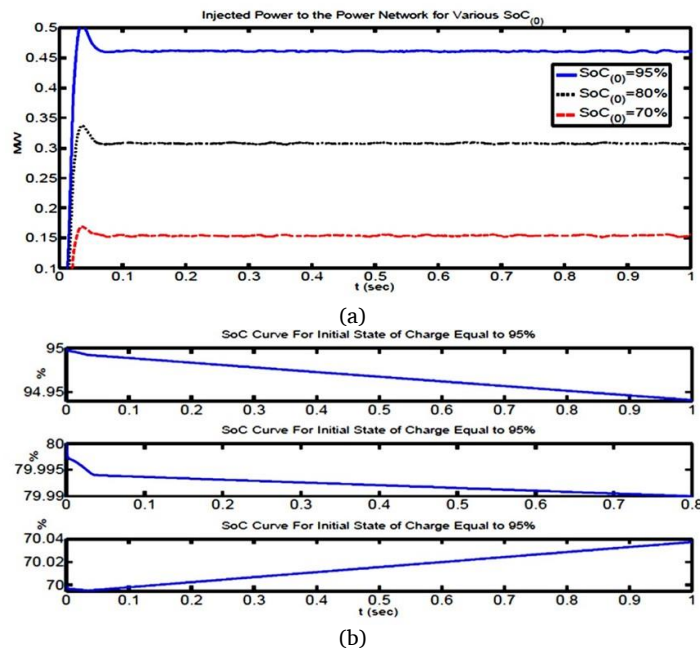 Injected Power to the Power Network for Various SoC(0)
0.5
0.45
0.4
0.35
0.3
0.25
0.2
0.15
0.1
MW
SoC(0)=95%
SoC(0)=80%
SoC(0)=70%
0 0.1 0.2 0.3 0.4 0.5 0.6 0.7 0.8 0.9 1
t (sec)
(a)
SoC Curve For Initial State of Charge Equal to 95%
95
94.95
%
0 0.1 0.2 0.3 0.4 0.5 0.6 0.7 0.8 0.9 1
SoC Curve For Initial State of Charge Equal to 95%
80
79.995
79.99
%
0 0.1 0.2 0.3 0.4 0.5 0.6 0.7 0.8
SoC Curve For Initial State of Charge Equal to 95%
%
70.04
70.02
70
0 0.1 0.2 0.3 0.4 0.5 0.6 0.7 0.8 0.9 1
t (sec)
(b)